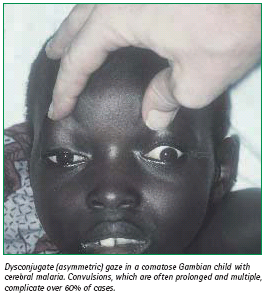 Dysconjugate (asymmetric) gaze in a comatose Gambian child with
cerebral malaria. Convulsions, which are often prolonged and multiple,
complicate over 60% of cases.